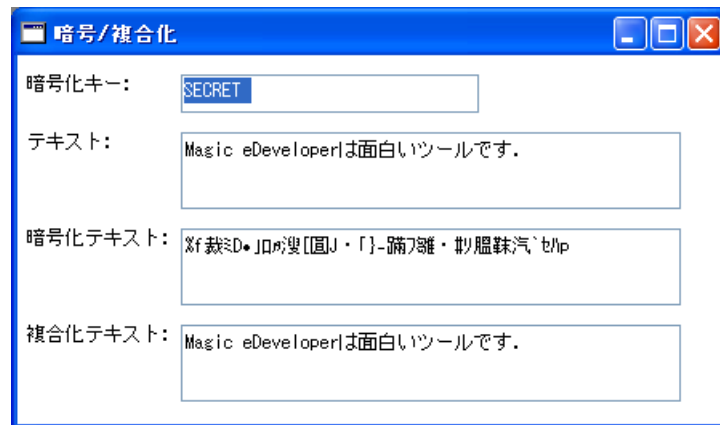 暗号/複合化
暗号化キー: SECRET
テキスト: Magic eDeveloperは面白いツールです.
暗号化テキスト:
複合化テキスト: Magic eDeveloperは面白いツールです.